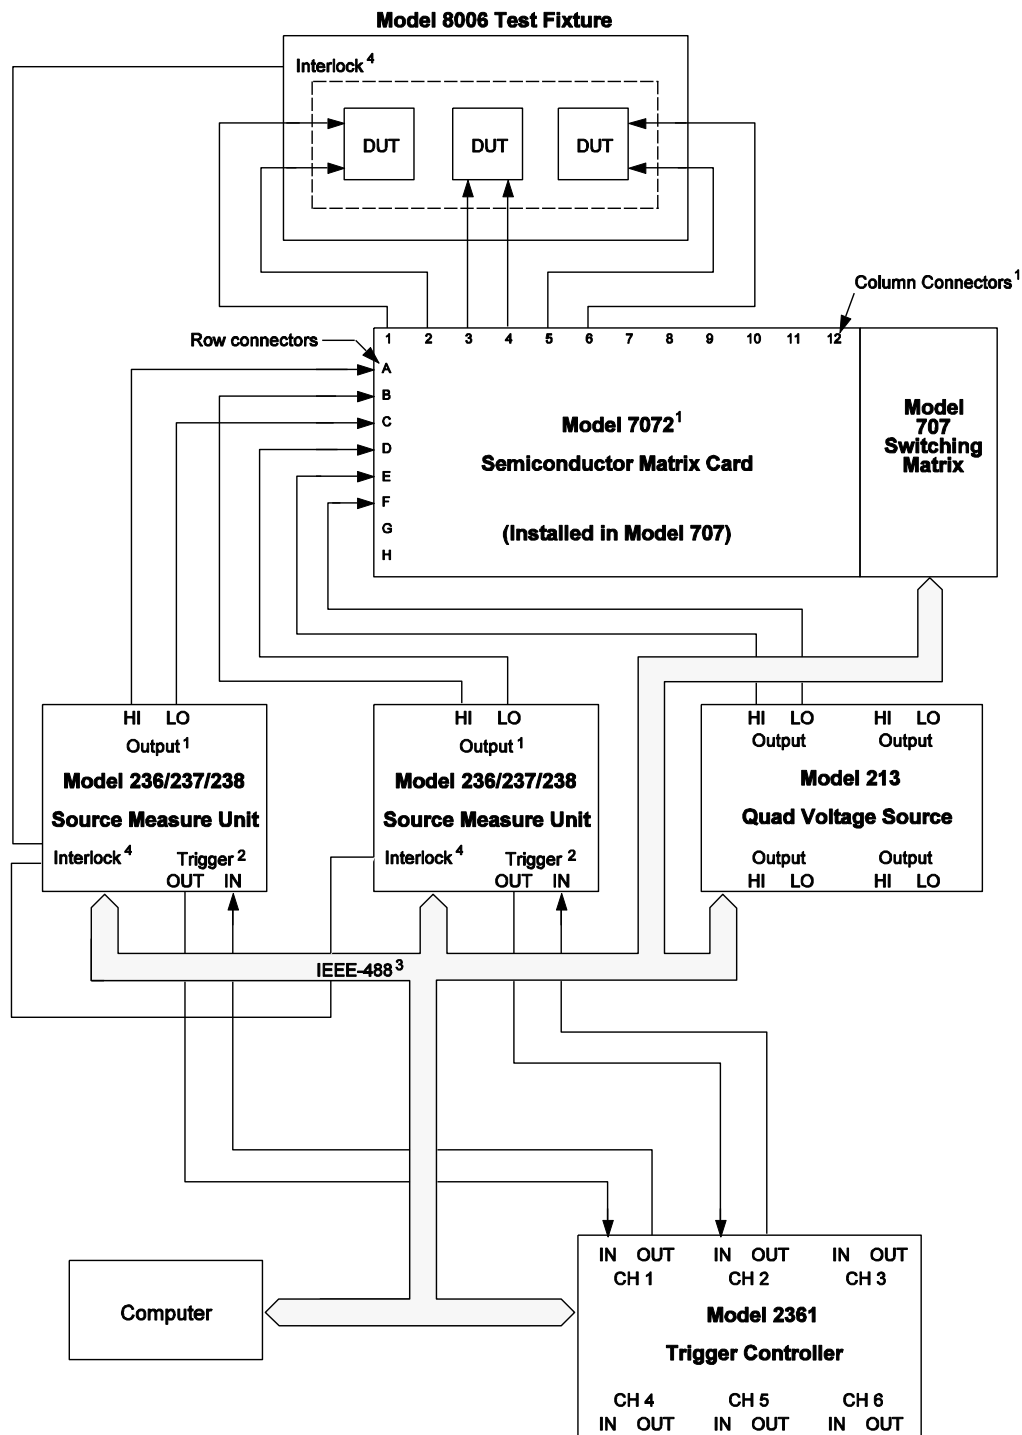 Model 8006 Test Fixture
Interlock 4
DUT DUT DUT
Column Connectors 1
Row connectors
1 2 3 4 5 6 7 8 9 10 11 12
A
B
C
D
E
F
G
H
Model 7072 1
Semiconductor Matrix Card
(Installed in Model 707)
Model
707
Switching
Matrix
HI LO
Output 1
Model 236/237/238
Source Measure Unit
Interlock 4
Trigger 2
OUT IN
HI LO
Output 1
Model 236/237/238
Source Measure Unit
Interlock 4
Trigger 2
OUT IN
HI LO HI LO
Output Output
Model 213
Quad Voltage Source
Output Output
HI LO HI LO
IEEE-488 3
Computer
IN OUT IN OUT IN OUT
CH 1 CH 2 CH 3
Model 2361
Trigger Controller
CH 4 CH 5 CH 6
IN OUT IN OUT IN OUT